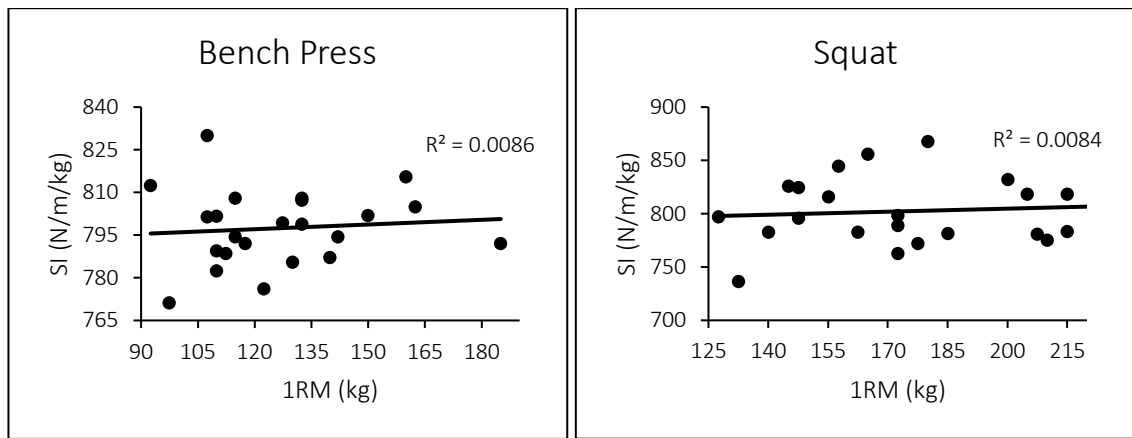 Bench Press
SI (N/m/kg)
840
825
810
795
780
765
R² = 0.0086
90 105 120 135 150 165 180
1RM (kg)
Squat
SI (N/m/kg)
900
850
800
750
700
R² = 0.0084
125 140 155 170 185 200 215
1RM (kg)